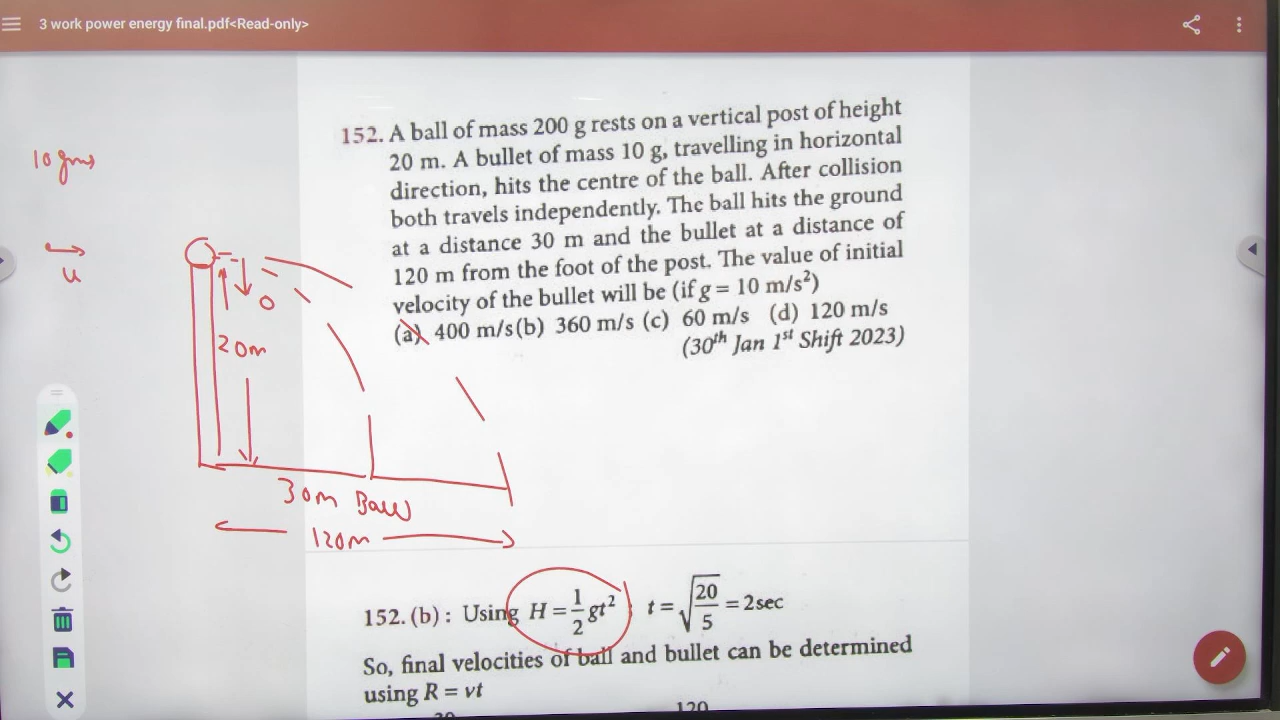 3 work power energy final.pdf<Read-only>
152. A ball of mass 200 g rests on a vertical post of height
20 m. A bullet of mass 10 g, travelling in horizontal
direction, hits the centre of the ball. After collision
both travels independently. The ball hits the ground
at a distance 30 m and the bullet at a distance of
120 m from the foot of the post. The value of initial
velocity of the bullet will be (if g = 10 m/s²)
(a) 400 m/s (b) 360 m/s (c) 60 m/s (d) 120 m/s
(30th Jan 1st Shift 2023)
10 gms
u
0
20m
30m Ball
120m
152. (b) : Using H = 1/2 gt² ; t = √(20/5) = 2sec
So, final velocities of ball and bullet can be determined
using R = vt
30 120